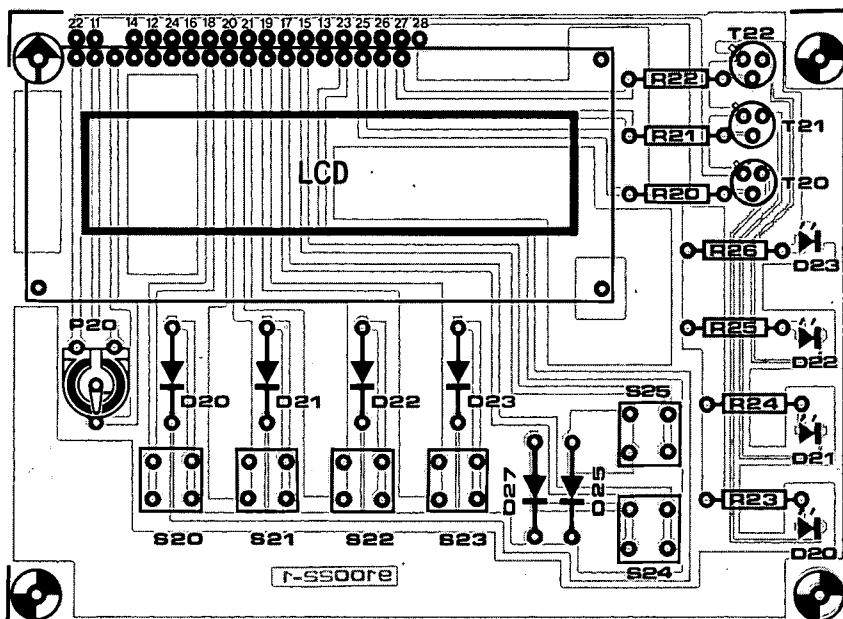 22 11 14 12 24 16 18 20 21 19 17 15 13 23 25 26 27 28
T22
R22
T21
R21
LCD
T20
R20
R26
D23
P20
R25
D22
D20 D21 D22 D23
S25
R24
D21
D27 D25
R23
S20 S21 S22 S23
D20
S24